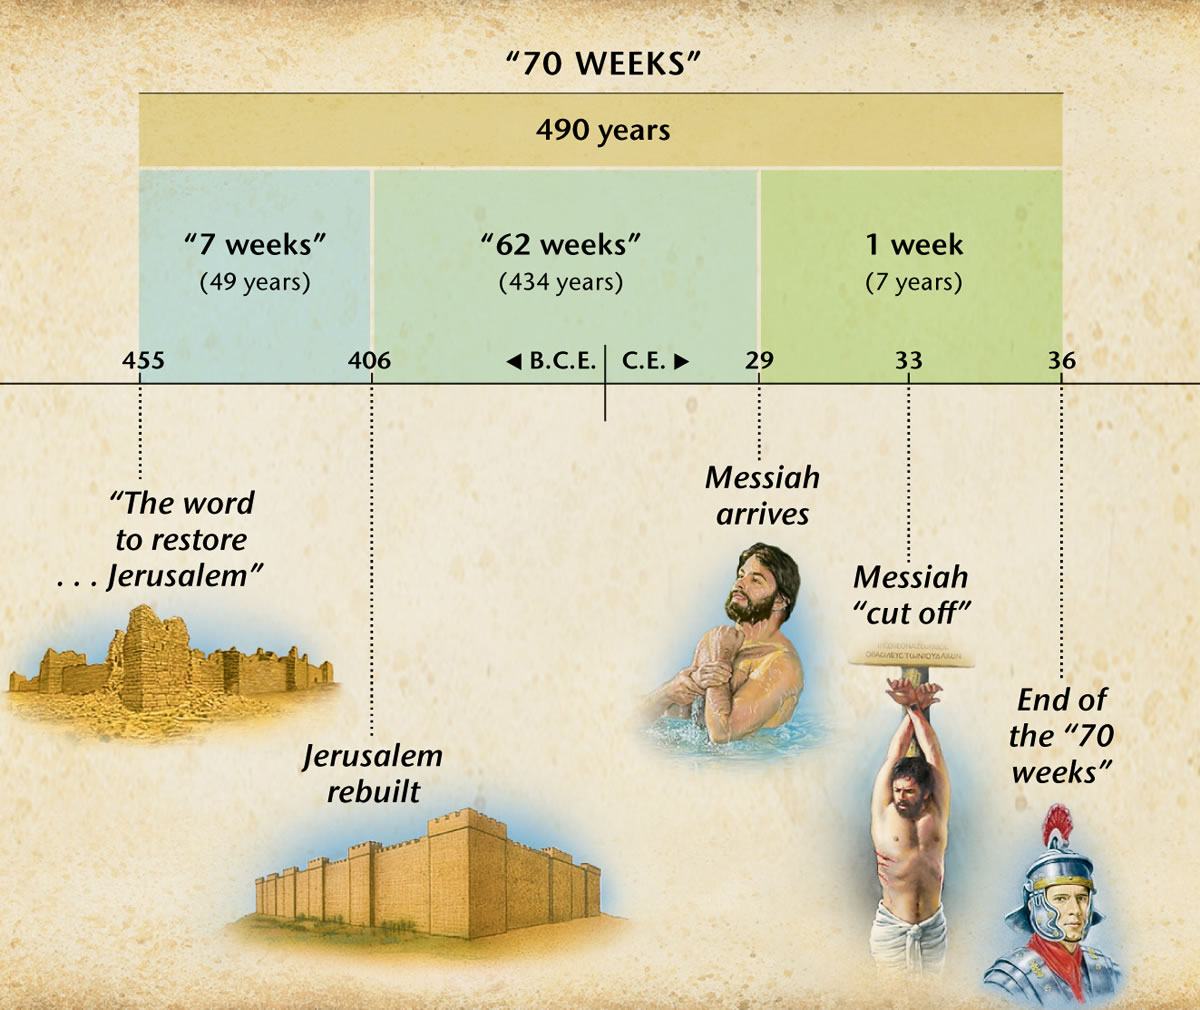 “70 WEEKS”
490 years
“7 weeks”
(49 years)
“62 weeks”
(434 years)
1 week
(7 years)
455
406
◀ B.C.E.
C.E. ▶
29
33
36
“The word
to restore
. . . Jerusalem”
Jerusalem
rebuilt
Messiah
arrives
Messiah
“cut off”
End of
the “70
weeks”